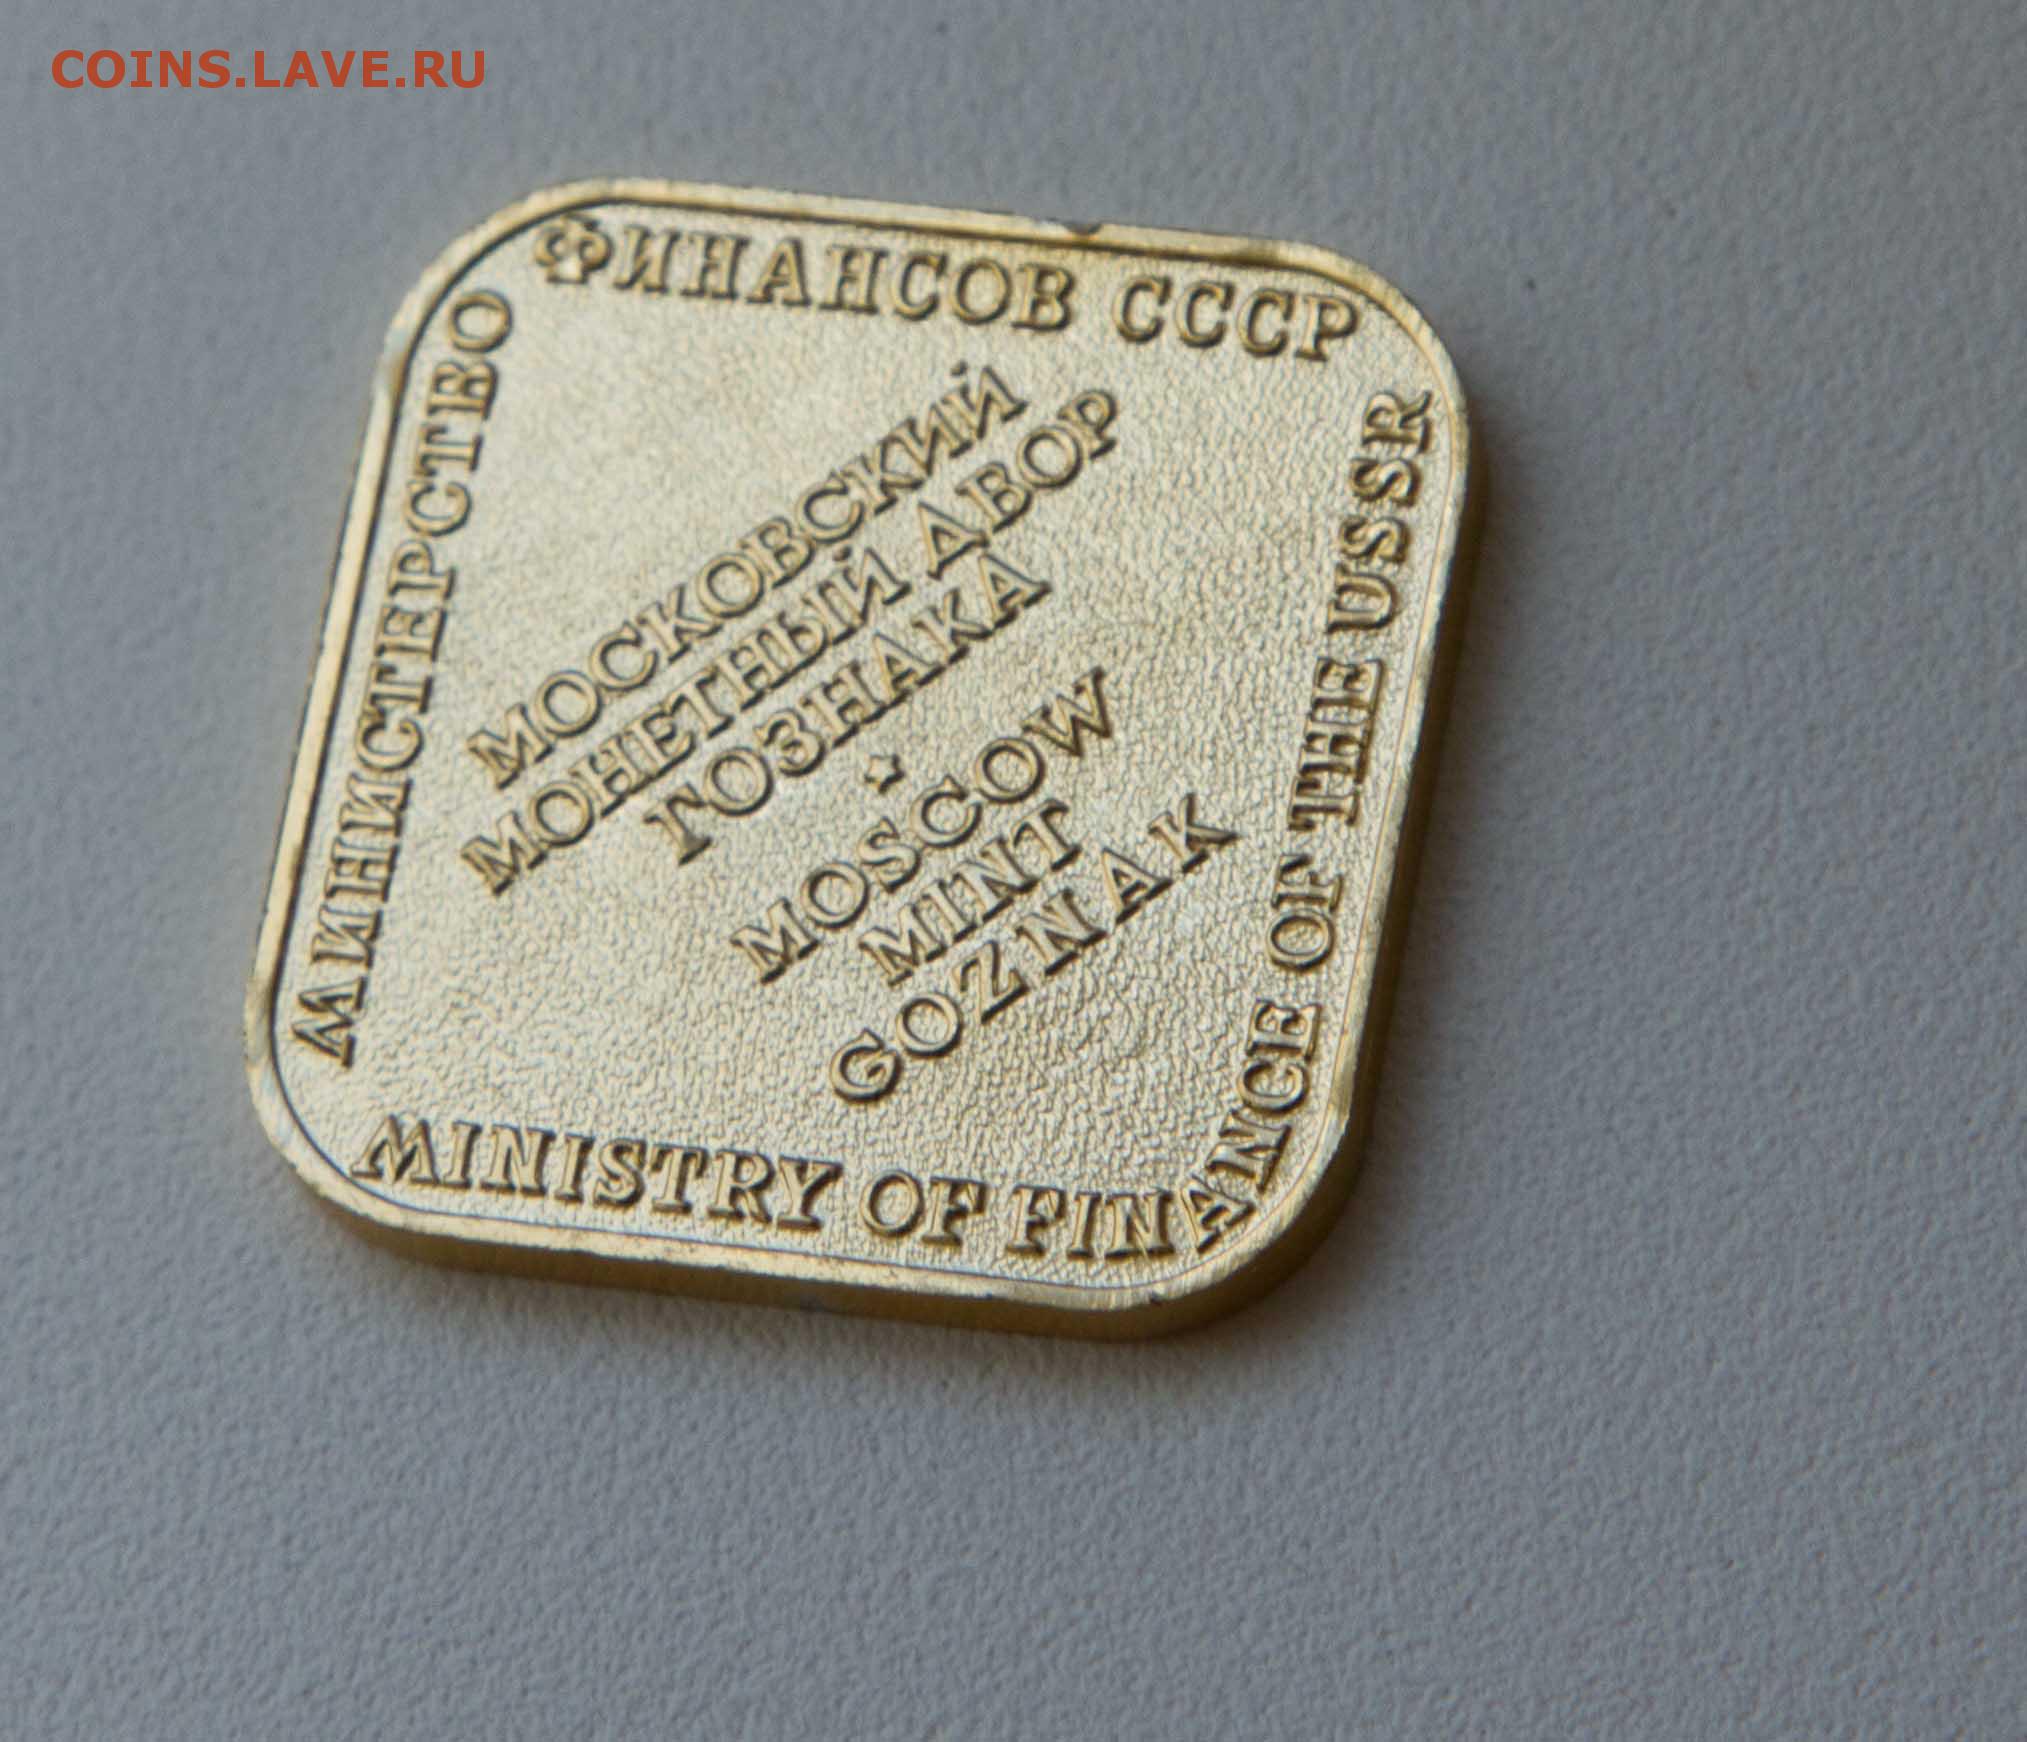 COINS.LAVE.RU
МИНИСТЕРСТВО ФИНАНСОВ СССР
МОСКОВСКИЙ
МОНЕТНЫЙ ДВОР
ГОЗНАКА
MOSCOW
MINT
GOZNAK
MINISTRY OF FINANCE OF THE USSR